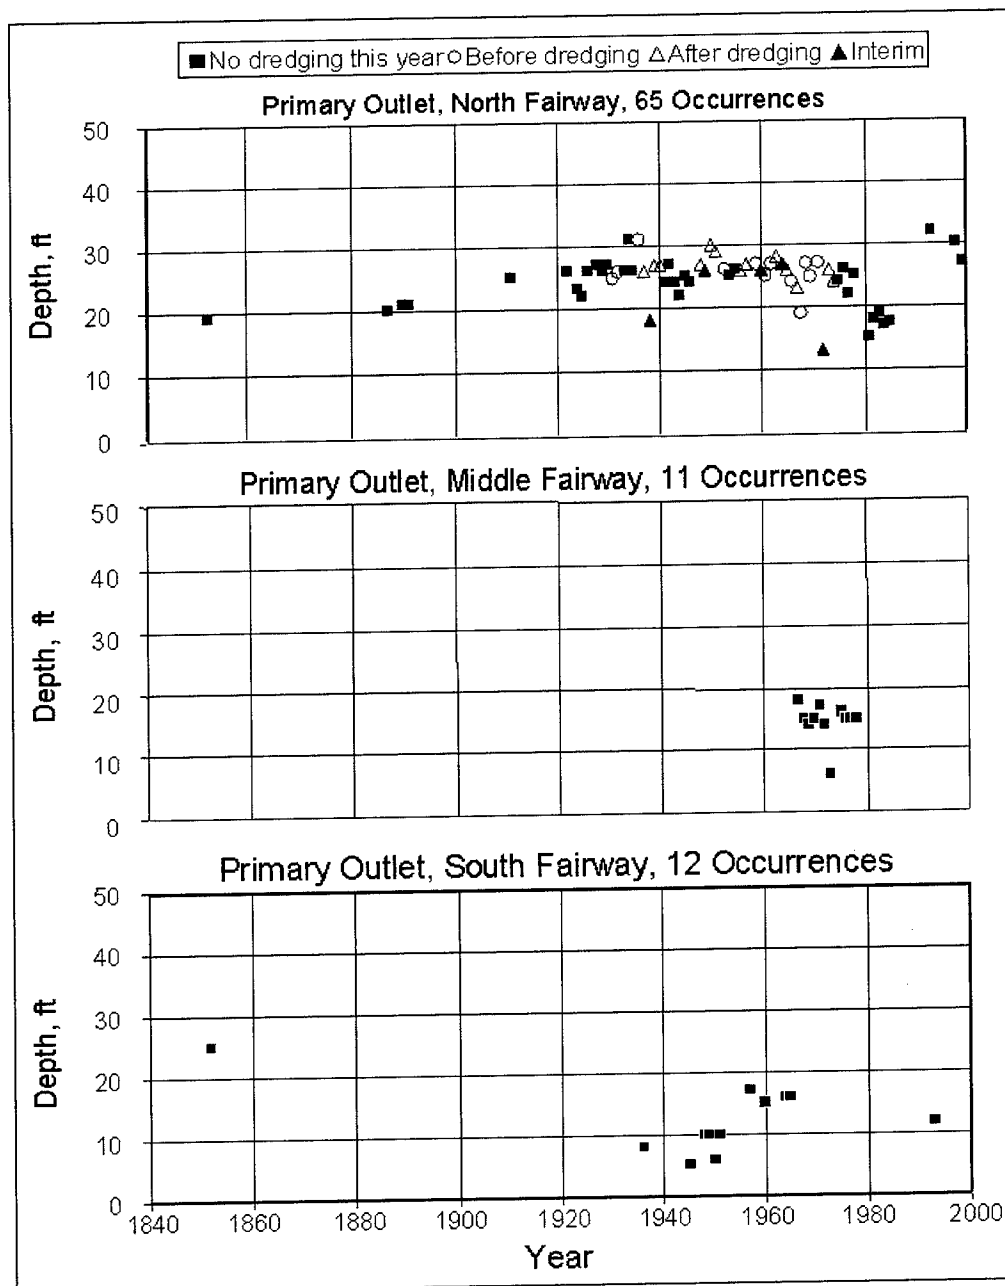 ■ No dredging this year ○ Before dredging △ After dredging ▲ Interim
Primary Outlet, North Fairway, 65 Occurrences
50
40
30
20
10
0
Depth, ft
Primary Outlet, Middle Fairway, 11 Occurrences
50
40
30
20
10
0
Depth, ft
Primary Outlet, South Fairway, 12 Occurrences
50
40
30
20
10
0
Depth, ft
1840 1860 1880 1900 1920 1940 1960 1980 2000
Year